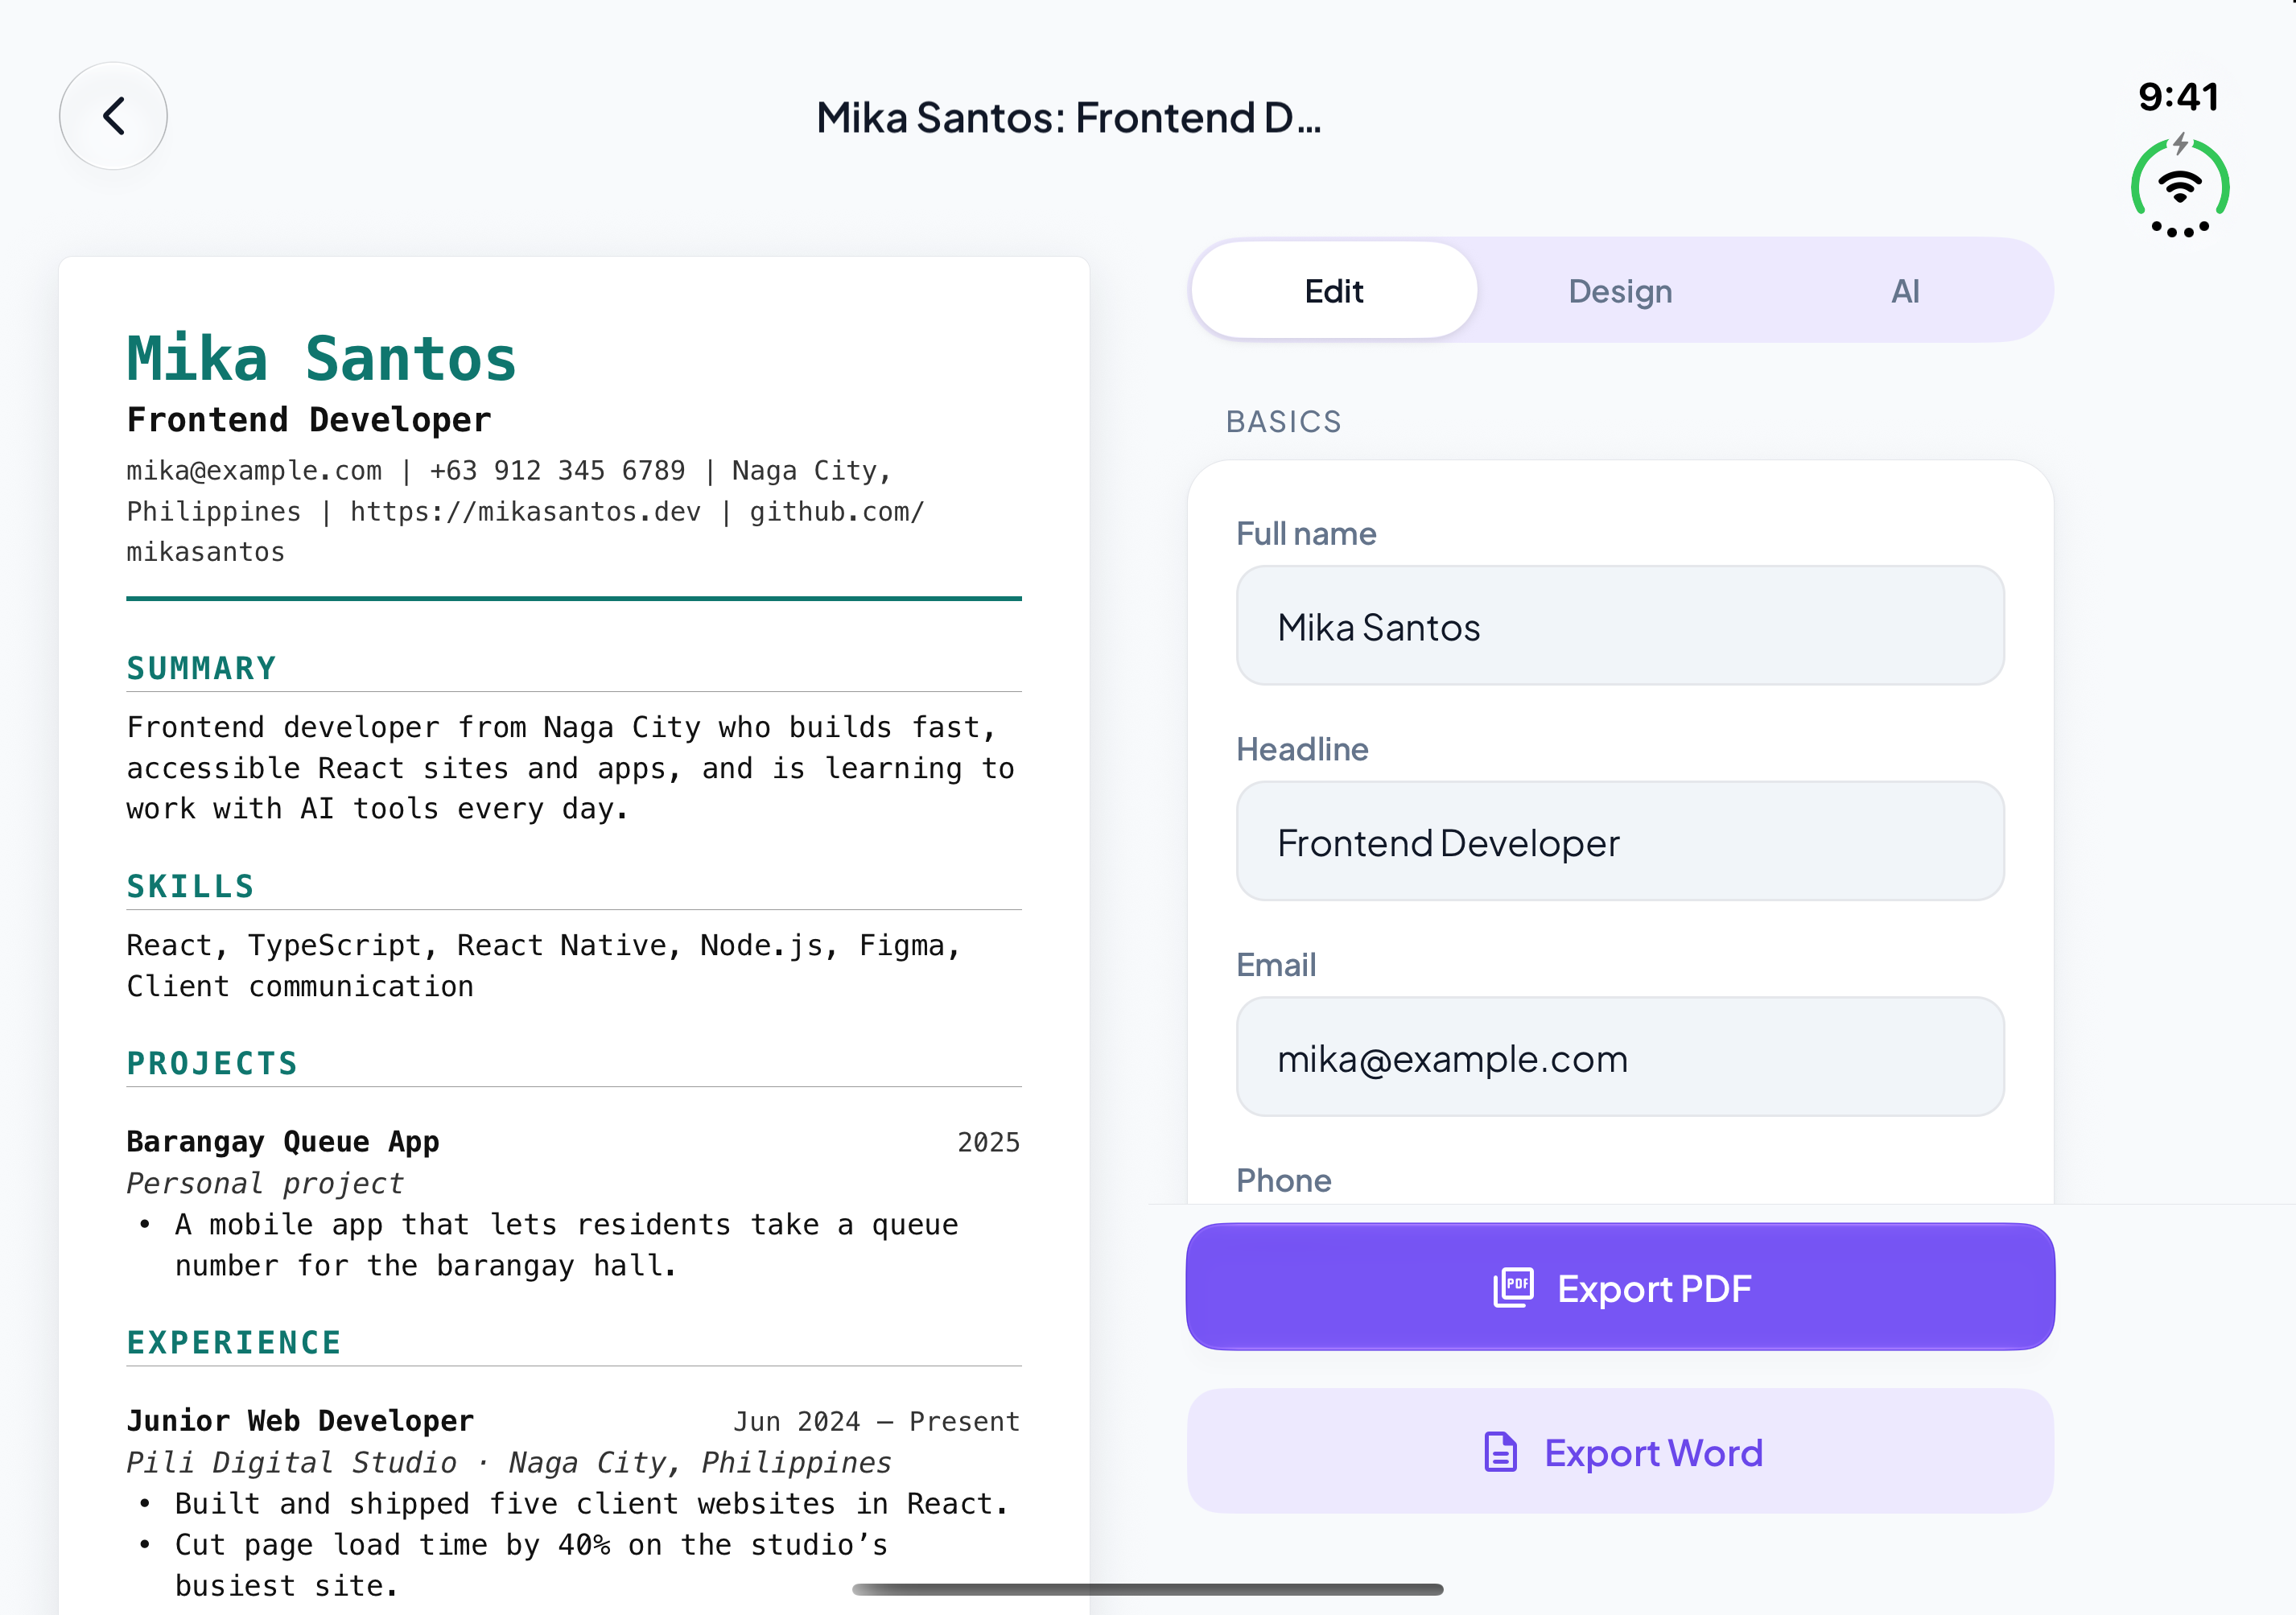 Mika Santos: Frontend D…
9:41
Mika Santos
Frontend Developer
mika@example.com | +63 912 345 6789 | Naga City,
Philippines | https://mikasantos.dev | github.com/
mikasantos
SUMMARY
Frontend developer from Naga City who builds fast,
accessible React sites and apps, and is learning to
work with AI tools every day.
SKILLS
React, TypeScript, React Native, Node.js, Figma,
Client communication
PROJECTS
Barangay Queue App 2025
Personal project
• A mobile app that lets residents take a queue
number for the barangay hall.
EXPERIENCE
Junior Web Developer Jun 2024 – Present
Pili Digital Studio · Naga City, Philippines
• Built and shipped five client websites in React.
• Cut page load time by 40% on the studio’s
busiest site.
Edit Design AI
BASICS
Full name
Mika Santos
Headline
Frontend Developer
Email
mika@example.com
Phone
PDF Export PDF
Export Word